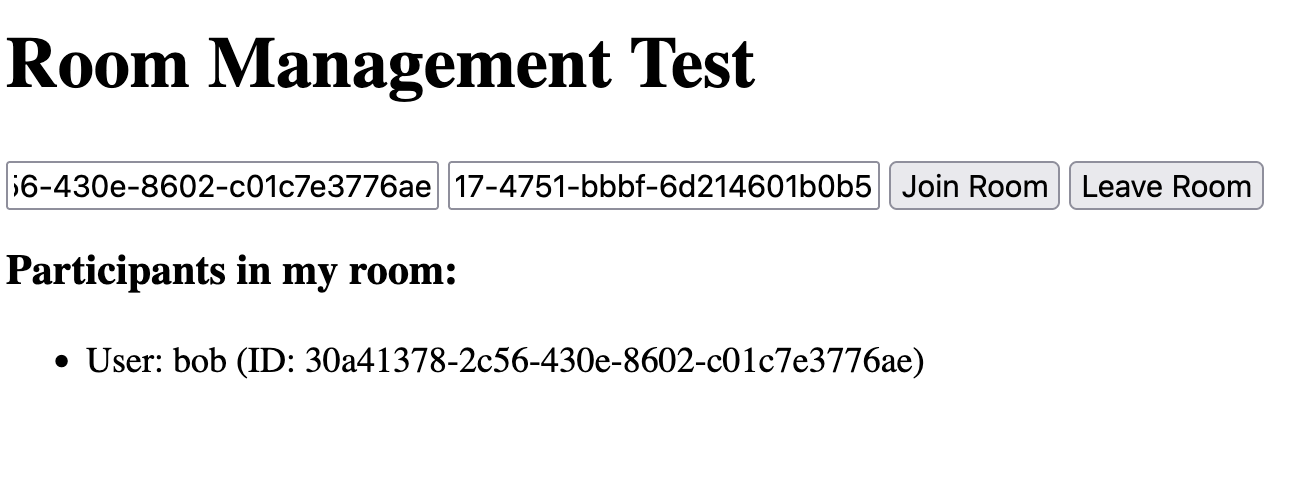 Room Management Test
6-430e-8602-c01c7e3776ae 17-4751-bbbf-6d214601b0b5 Join Room Leave Room
Participants in my room:
• User: bob (ID: 30a41378-2c56-430e-8602-c01c7e3776ae)